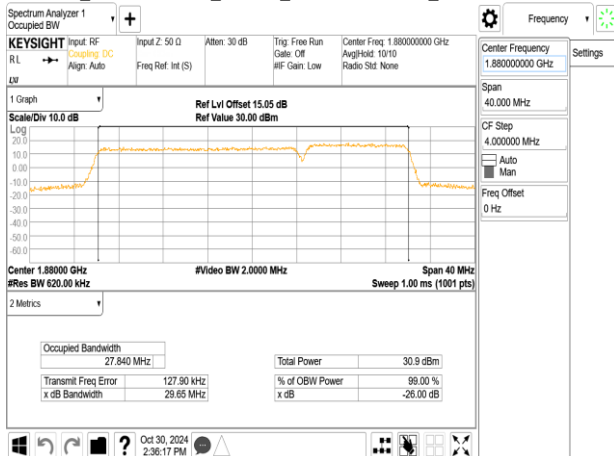 Spectrum Analyzer 1
Occupied BW
Frequency
KEYSIGHT
Input: RF
Coupling: DC
Align: Auto
Input Z: 50 Ω
Freq Ref: Int (S)
Atten: 30 dB
Trig: Free Run
Gate: Off
#IF Gain: Low
Center Freq: 1.880000000 GHz
Avg|Hold: 10/10
Radio Std: None
RL
LXI
Center Frequency
1.880000000 GHz
Settings
Span
40.000 MHz
CF Step
4.000000 MHz
Auto
Man
Freq Offset
0 Hz
1 Graph
Ref Lvl Offset 15.05 dB
Scale/Div 10.0 dB
Ref Value 30.00 dBm
Log
20.0
10.0
0.00
-10.0
-20.0
-30.0
-40.0
-50.0
-60.0
Center 1.88000 GHz
#Video BW 2.0000 MHz
Span 40 MHz
#Res BW 620.00 kHz
Sweep 1.00 ms (1001 pts)
2 Metrics
Occupied Bandwidth
27.840 MHz
Total Power 30.9 dBm
Transmit Freq Error 127.90 kHz
% of OBW Power 99.00 %
x dB Bandwidth 29.65 MHz
x dB -26.00 dB
?
Oct 30, 2024
2:36:17 PM